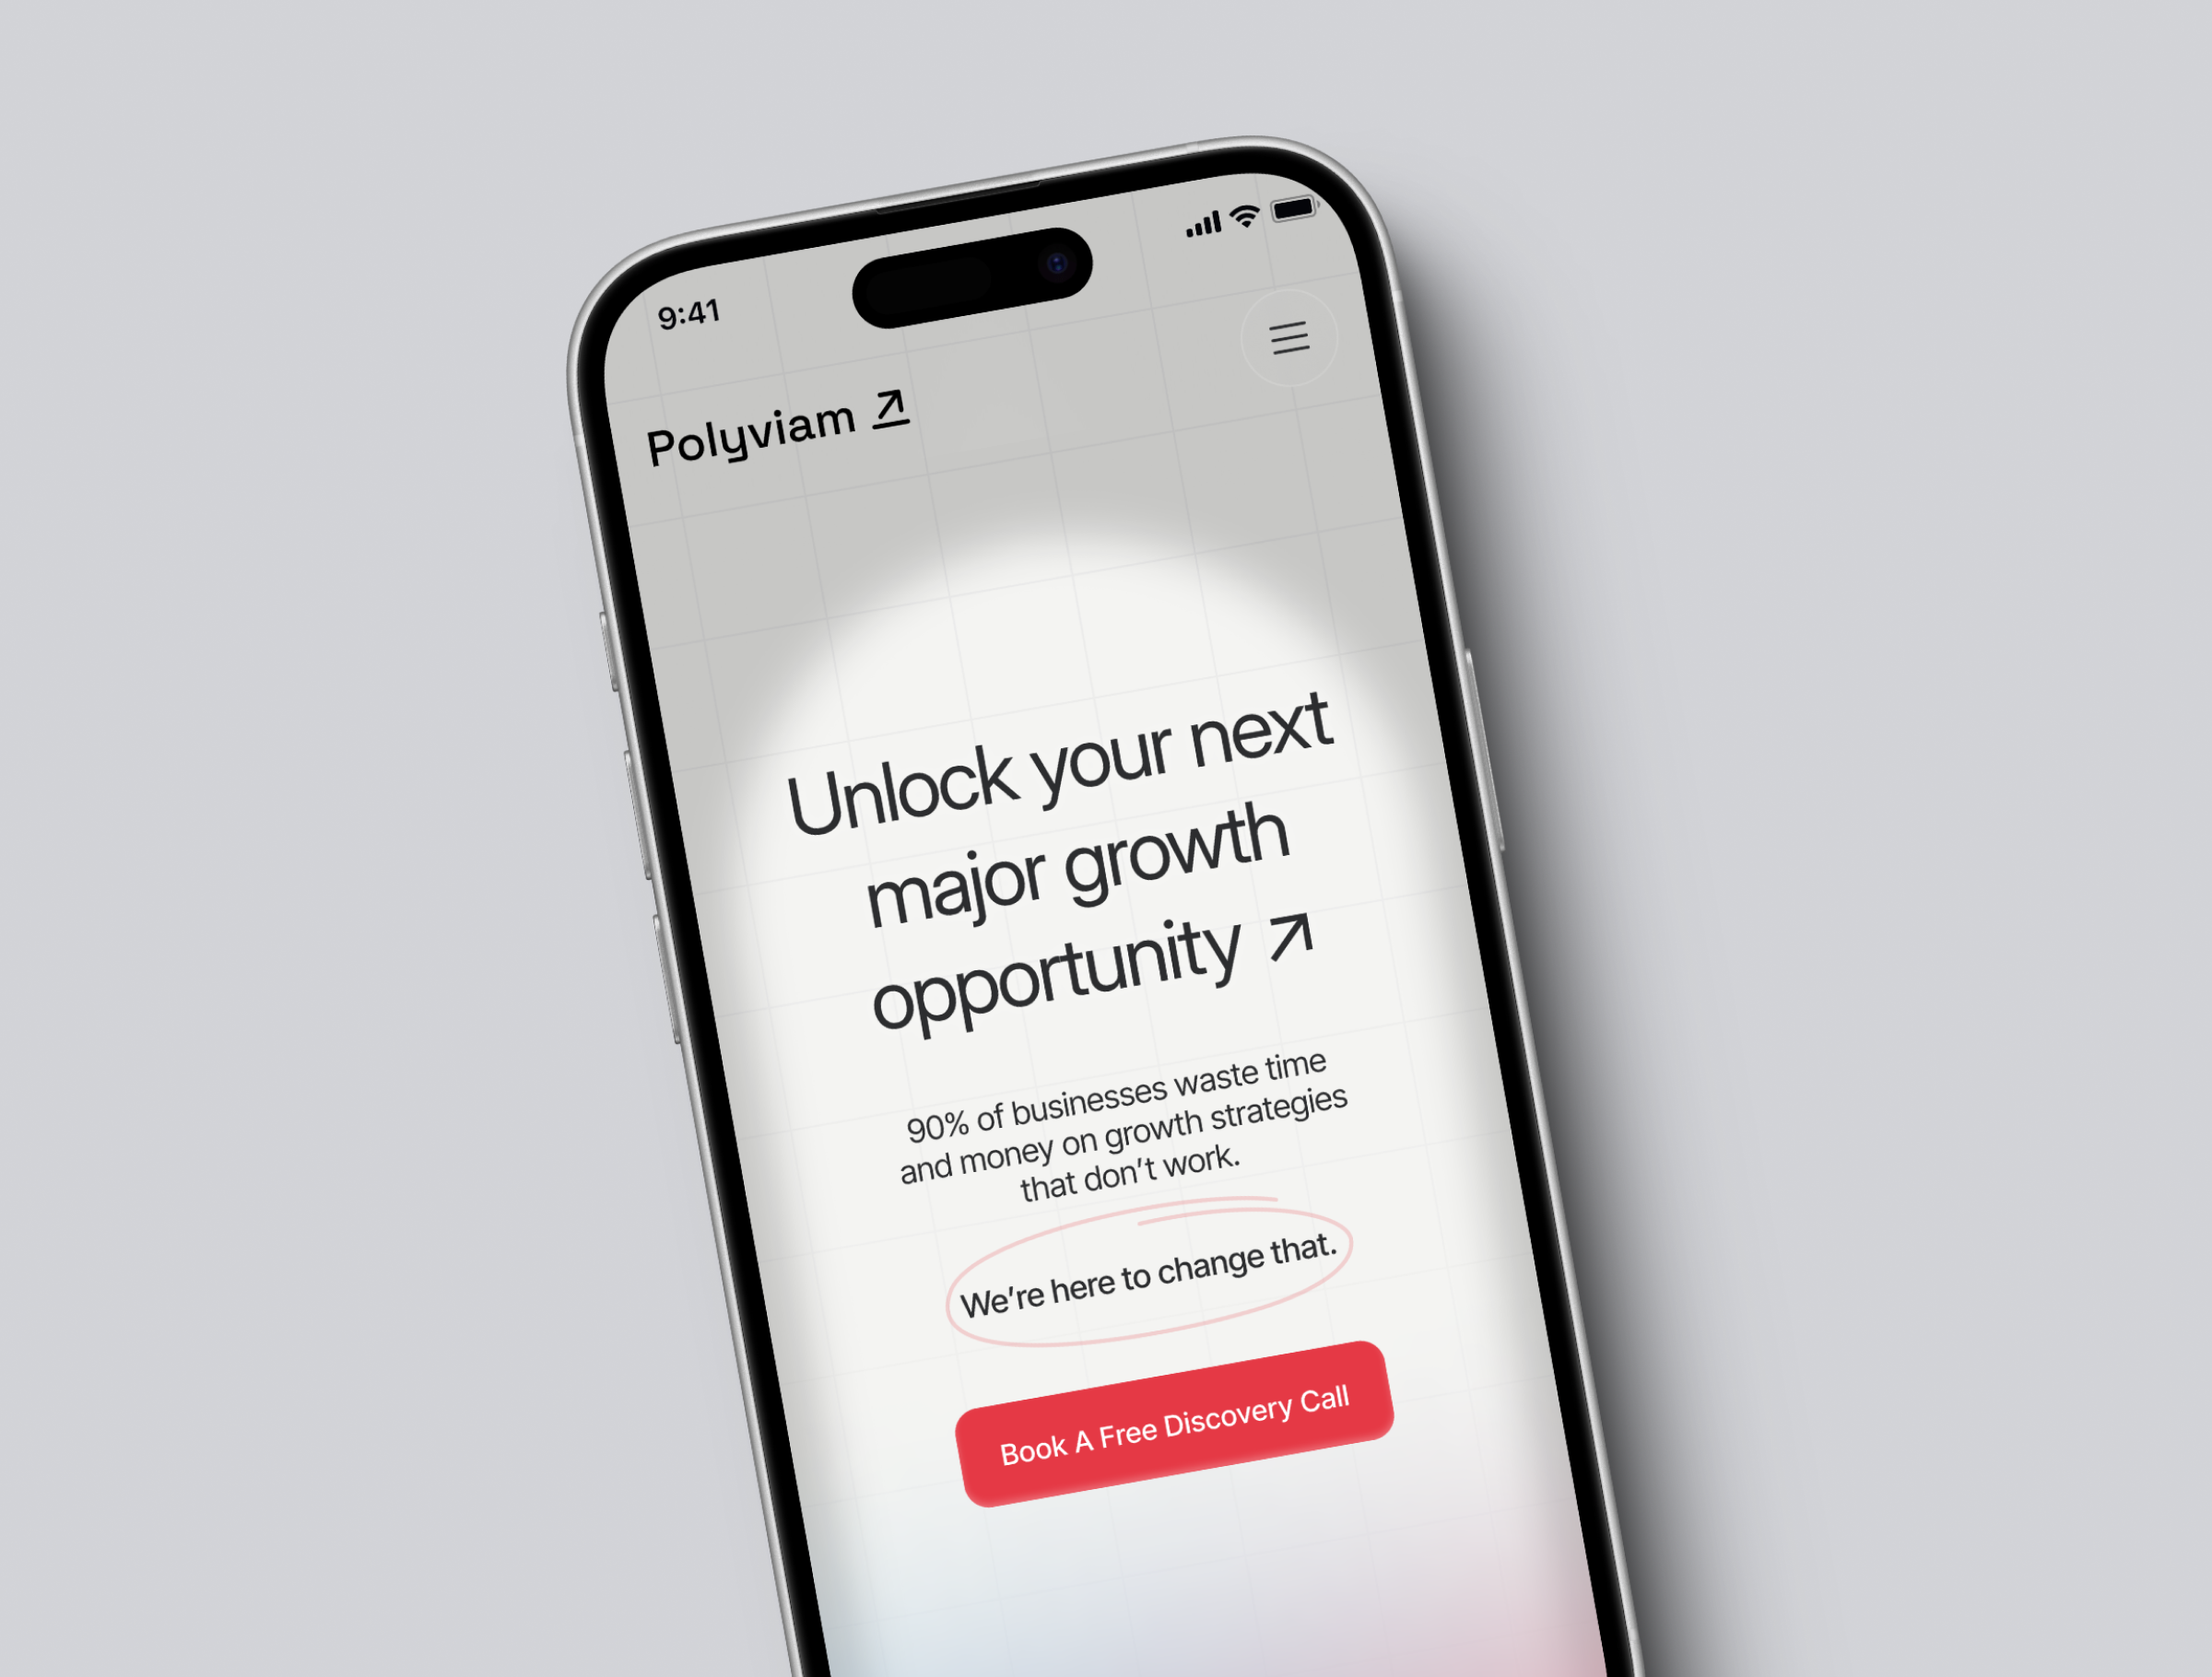 9:41
Polyviam
Unlock your next
major growth
opportunity ↗
90% of businesses waste time
and money on growth strategies
that don't work.
We're here to change that.
Book A Free Discovery Call